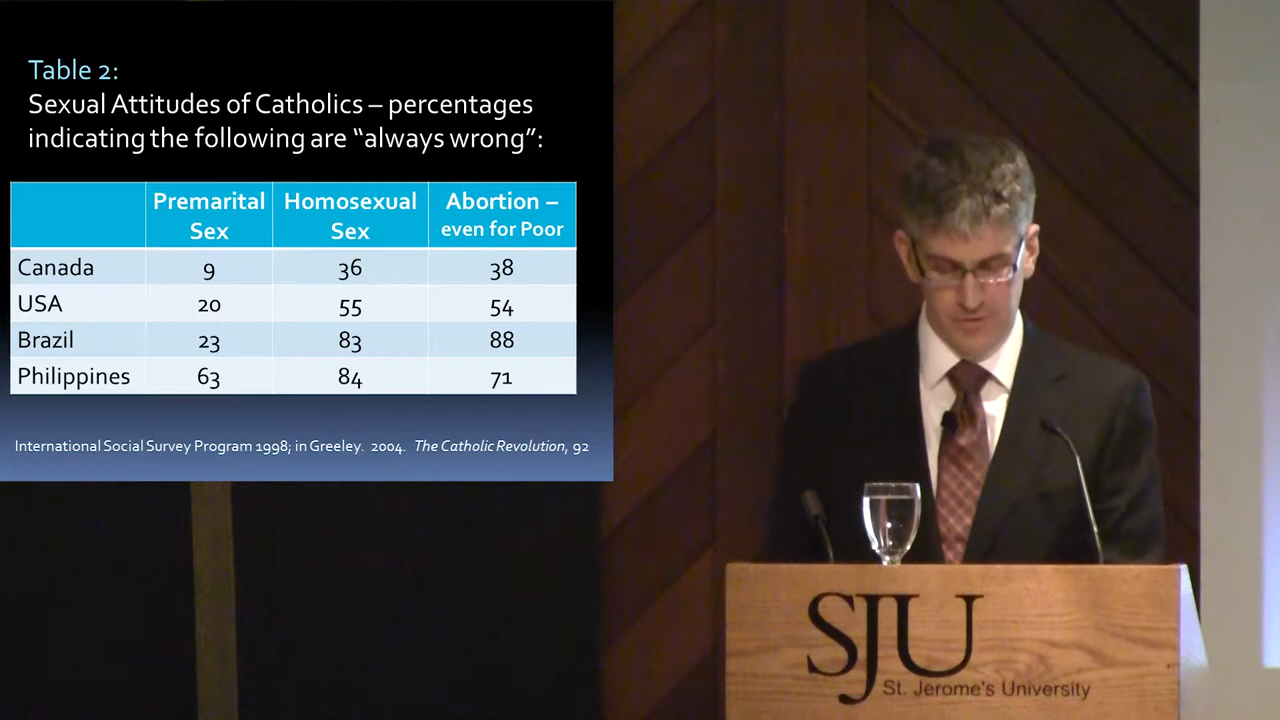 Table 2:
Sexual Attitudes of Catholics – percentages
indicating the following are “always wrong”:
Premarital Sex Homosexual Sex Abortion – even for Poor
Canada 9 36 38
USA 20 55 54
Brazil 23 83 88
Philippines 63 84 71
International Social Survey Program 1998; in Greeley. 2004. The Catholic Revolution, 92
SJU
St. Jerome's University